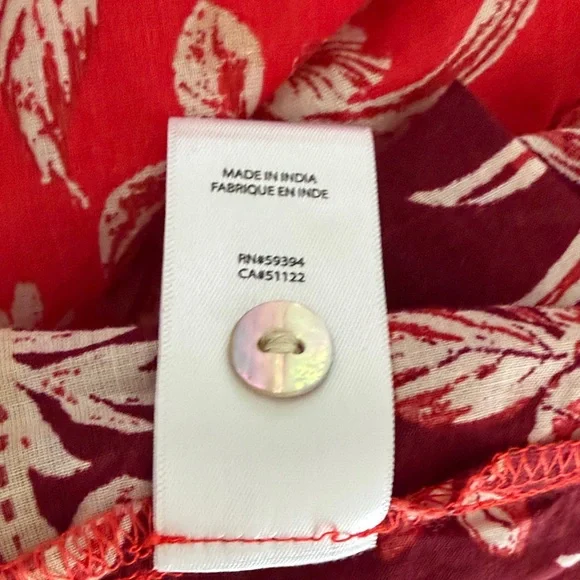 MADE IN INDIA
FABRIQUE EN INDE
RN#59394
CA#51122